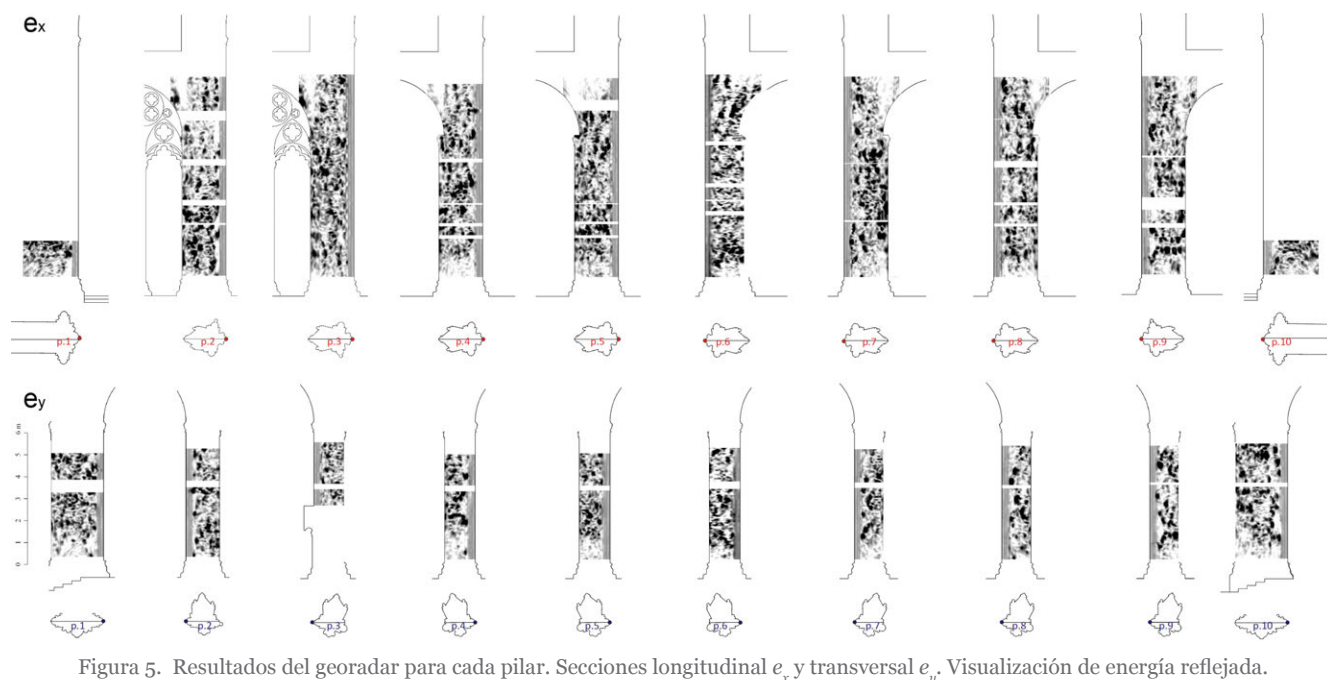 ex
p.1 p.2 p.3 p.4 p.5 p.6 p.7 p.8 p.9 p.10
ey
6 m
5
4
3
2
1
0
p.1 p.2 p.3 p.4 p.5 p.6 p.7 p.8 p.9 p.10
Figura 5. Resultados del georadar para cada pilar. Secciones longitudinal ex y transversal ey. Visualización de energía reflejada.